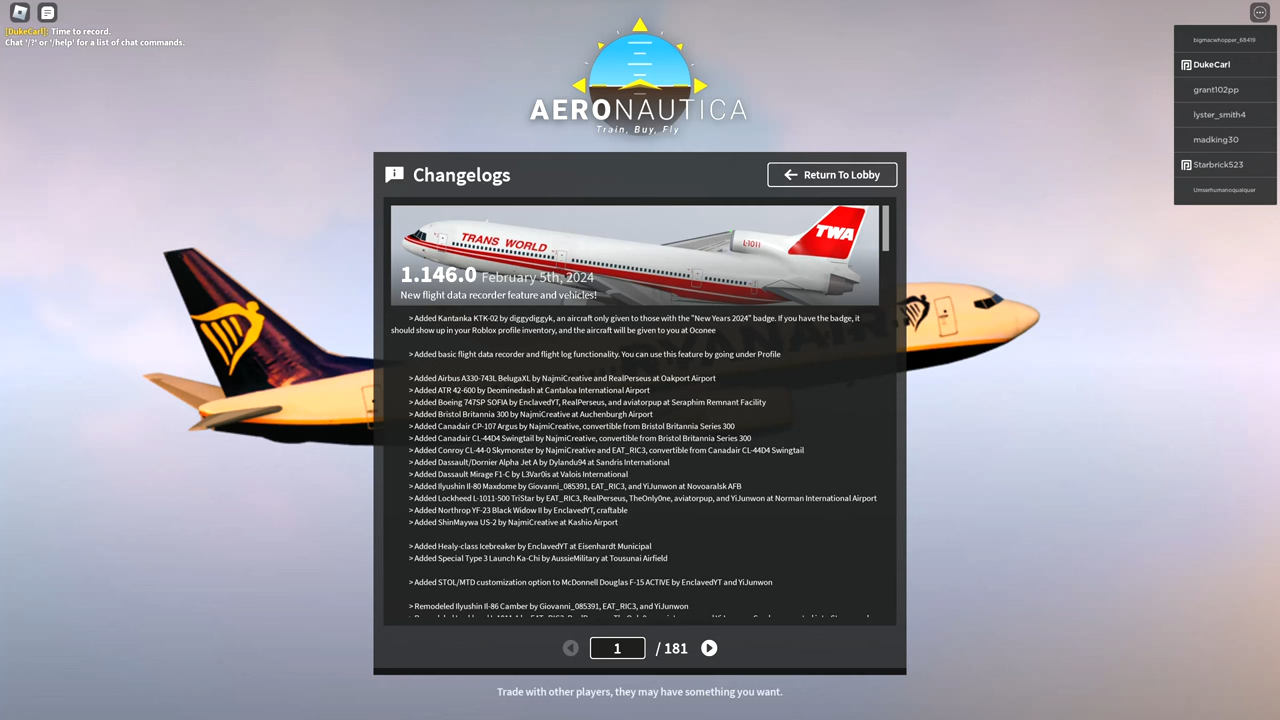 [DukeCarl]: Time to record.
Chat '/?' or '/help' for a list of chat commands.
AERONAUTICA
Train, Buy, Fly
bigmacwhopper_68419
DukeCarl
grant102pp
lyster_smith4
madking30
Starbrick523
Umserhumanoqualquer
Changelogs
Return To Lobby
TRANS WORLD
L-1011
TWA
1.146.0 February 5th, 2024
New flight data recorder feature and vehicles!
> Added Kantanka KTK-02 by diggydiggyk, an aircraft only given to those with the "New Years 2024" badge. If you have the badge, it
should show up in your Roblox profile inventory, and the aircraft will be given to you at Oconee
> Added basic flight data recorder and flight log functionality. You can use this feature by going under Profile
> Added Airbus A330-743L BelugaXL by NajmiCreative and RealPerseus at Oakport Airport
> Added ATR 42-600 by Deominedash at Cantaloa International Airport
> Added Boeing 747SP SOFIA by EnclavedYT, RealPerseus, and aviatorpup at Seraphim Remnant Facility
> Added Bristol Britannia 300 by NajmiCreative at Auchenburgh Airport
> Added Canadair CP-107 Argus by NajmiCreative, convertible from Bristol Britannia Series 300
> Added Canadair CL-44D4 Swingtail by NajmiCreative, convertible from Bristol Britannia Series 300
> Added Conroy CL-44-0 Skymonster by NajmiCreative and EAT_RIC3, convertible from Canadair CL-44D4 Swingtail
> Added Dassault/Dornier Alpha Jet A by Dylandu94 at Sandris International
> Added Dassault Mirage F1-C by L3Var0is at Valois International
> Added Ilyushin Il-80 Maxdome by Giovanni_085391, EAT_RIC3, and YiJunwon at Novoaralsk AFB
> Added Lockheed L-1011-500 TriStar by EAT_RIC3, RealPerseus, TheOnly0ne, aviatorpup, and YiJunwon at Norman International Airport
> Added Northrop YF-23 Black Widow II by EnclavedYT, craftable
> Added ShinMaywa US-2 by NajmiCreative at Kashio Airport
> Added Healy-class Icebreaker by EnclavedYT at Eisenhardt Municipal
> Added Special Type 3 Launch Ka-Chi by AussieMilitary at Tousunai Airfield
> Added STOL/MTD customization option to McDonnell Douglas F-15 ACTIVE by EnclavedYT and YiJunwon
> Remodeled Ilyushin Il-86 Camber by Giovanni_085391, EAT_RIC3, and YiJunwon
1 / 181
Trade with other players, they may have something you want.